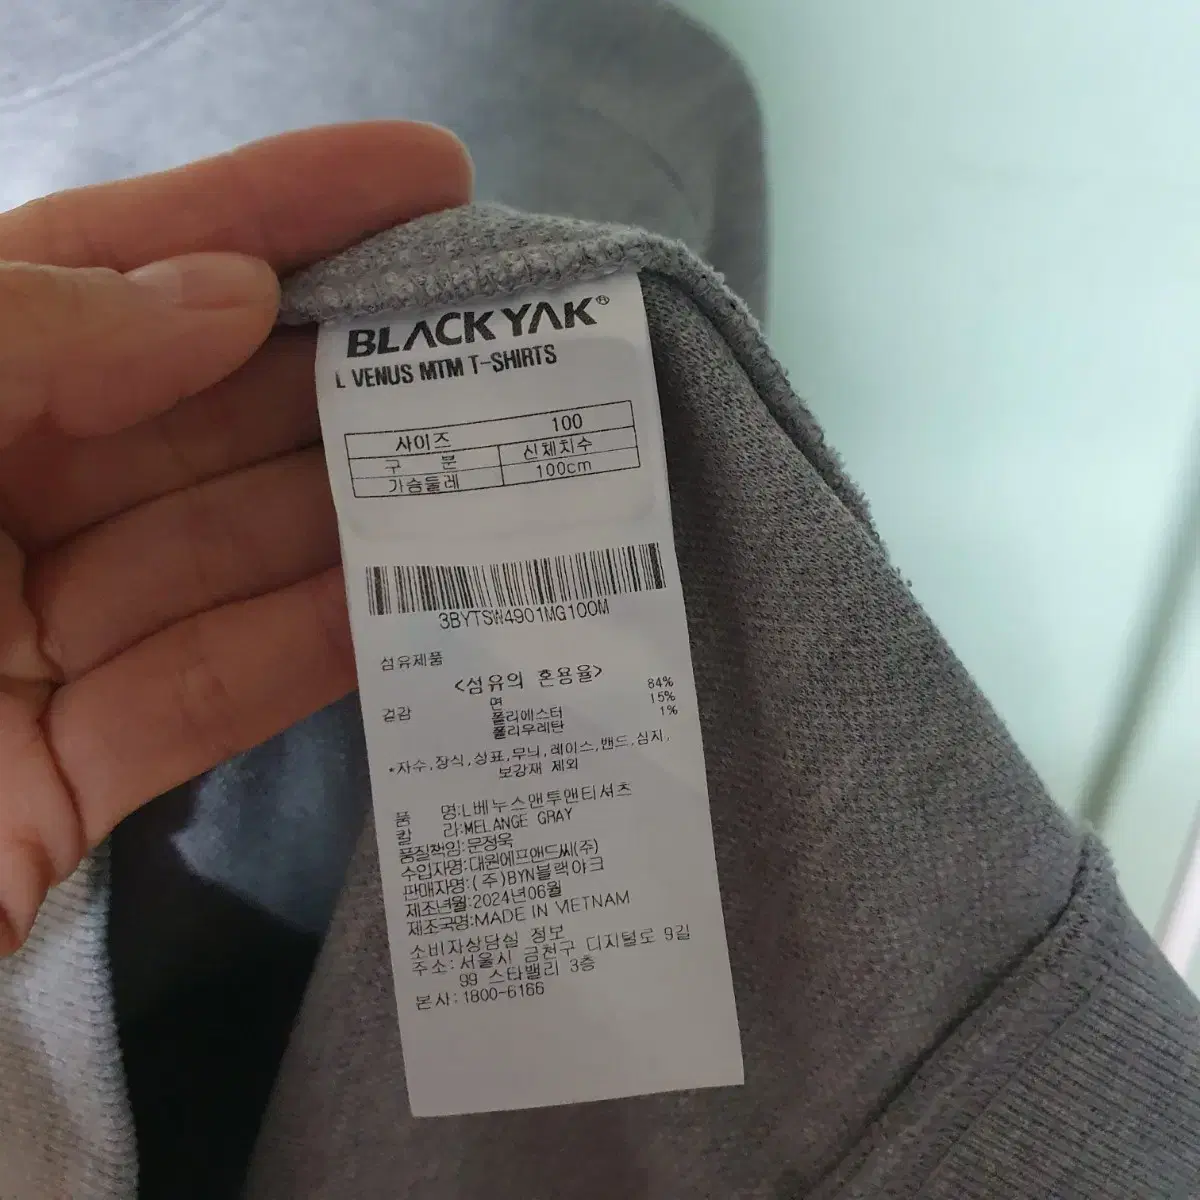 BLACKYAK®
L VENUS MTM T-SHIRTS
사이즈 100
구 분 신체치수
가슴둘레 100cm
3BYTSW4901MG100M
섬유제품
<섬유의 혼용율>
겉감 면 84%
폴리에스터 15%
폴리우레탄 1%
*자수,장식,상표,무늬,레이스,밴드,심지,
보강재 제외
품 명:L베누스맨투맨티셔츠
칼 라:MELANGE GRAY
품질책임:문정욱
수입자명:대원에프앤드씨(주)
판매자명:(주)BYN블랙야크
제조년월:2024년06월
제조국명:MADE IN VIETNAM
소비자상담실 정보
주소:서울시 금천구 디지털로 9길
99 스타밸리 3층
본사:1800-6166